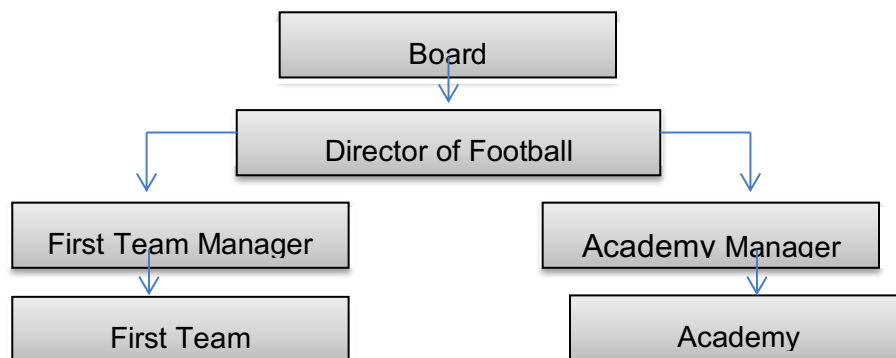 Board
Director of Football
First Team Manager
Academy Manager
First Team
Academy